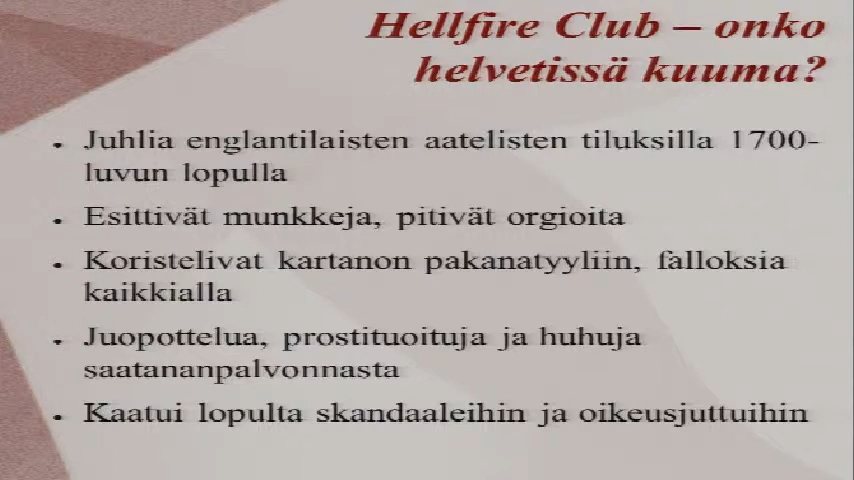 Hellfire Club – onko
helvetissä kuuma?
• Juhlia englantilaisten aatelisten tiluksilla 1700-
luvun lopulla
• Esittivät munkkeja, pitivät orgioita
• Koristelivat kartanon pakanatyyliin, falloksia
kaikkialla
• Juopottelua, prostituoituja ja huhuja
saatananpalvonnasta
• Kaatui lopulta skandaaleihin ja oikeusjuttuihin